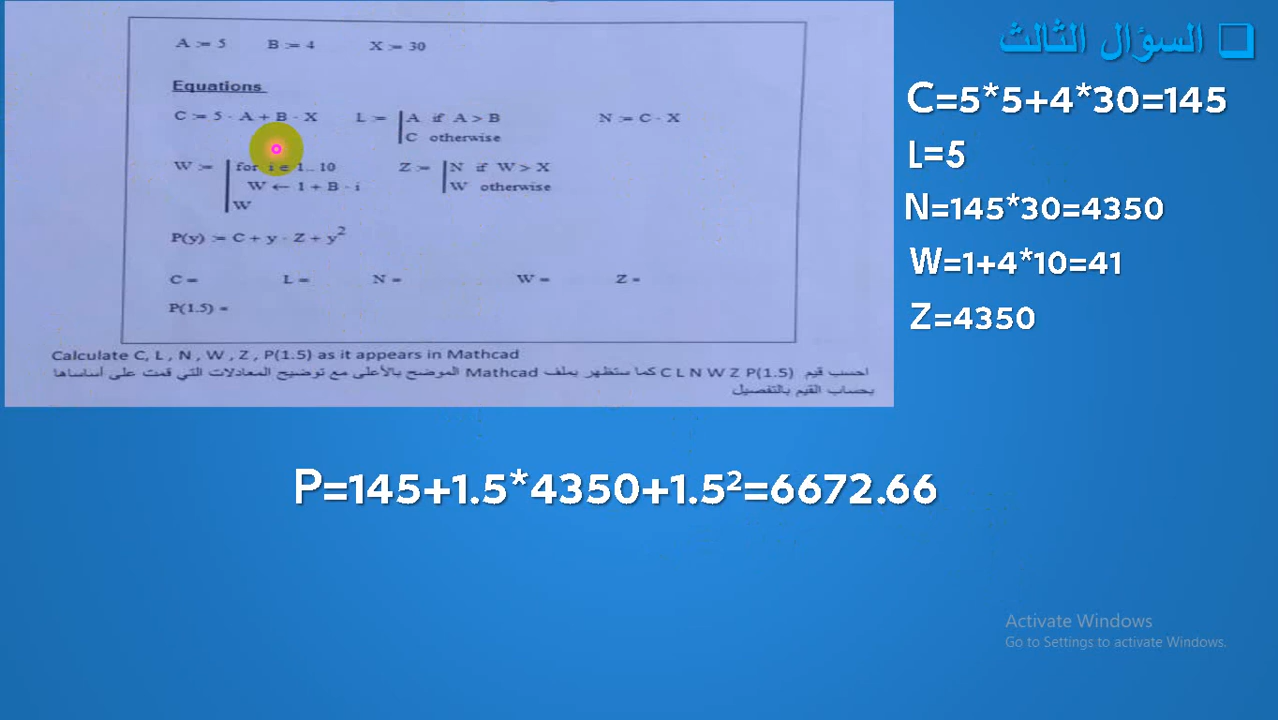 السؤال الثالث
A := 5 B := 4 X := 30
Equations
C := 5 · A + B · X L := | A if A > B N := C · X
C otherwise
W := | for i ∈ 1.. 10 Z := | N if W > X
W ← 1 + B · i W otherwise
W
P(y) := C + y · Z + y²
C = L = N = W = Z =
P(1.5) =
Calculate C, L , N , W , Z , P(1.5) as it appears in Mathcad
احسب قيم C L N W Z P(1.5) كما ستظهر بملف Mathcad الموضح بالأعلى مع توضيح المعادلات التي قمت على أساساها
بحساب القيم بالتفصيل
C=5*5+4*30=145
L=5
N=145*30=4350
W=1+4*10=41
Z=4350
P=145+1.5*4350+1.5²=6672.66
Activate Windows
Go to Settings to activate Windows.